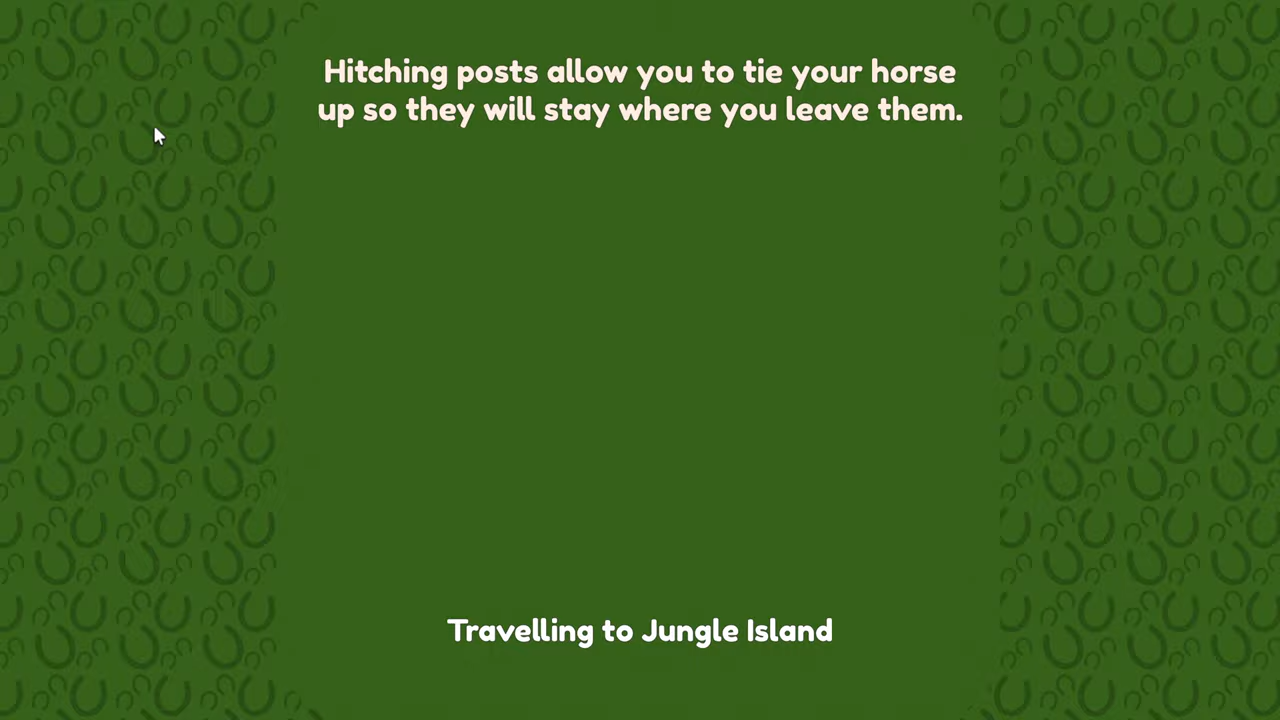 Hitching posts allow you to tie your horse
up so they will stay where you leave them.
Travelling to Jungle Island